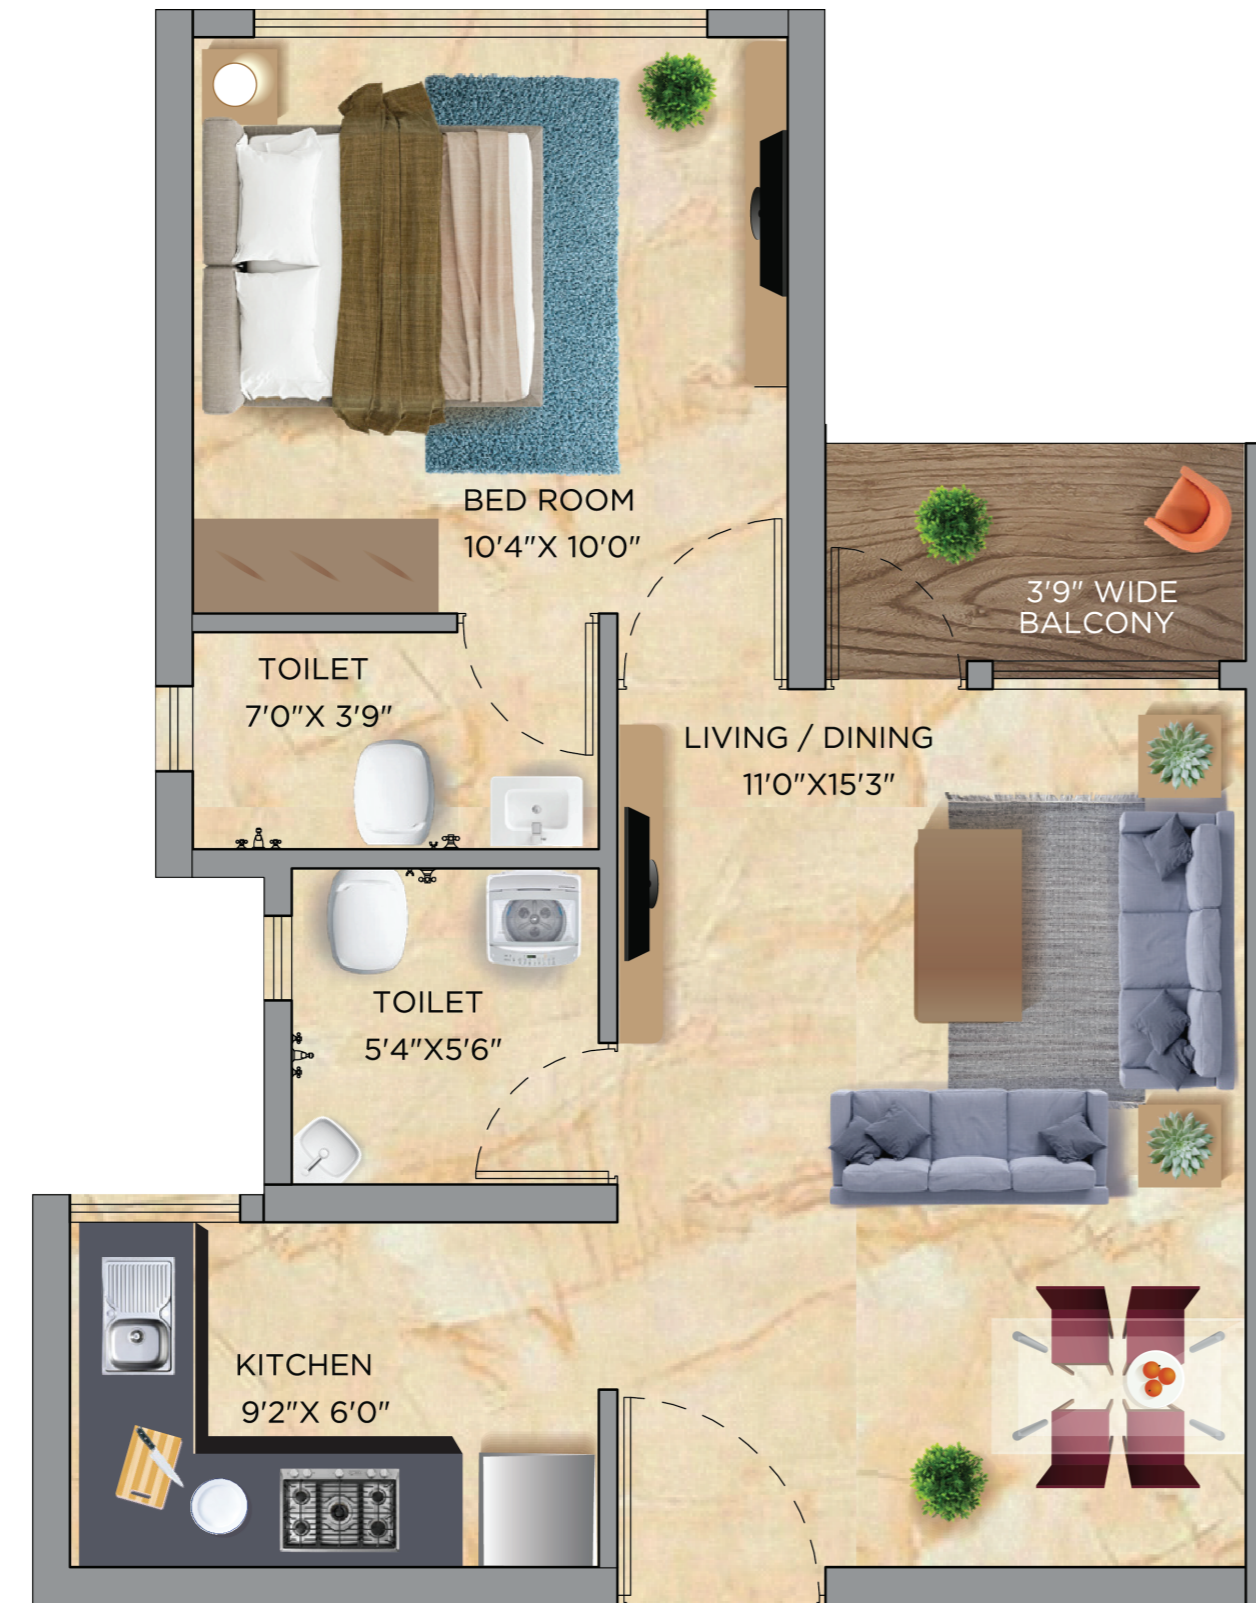 BED ROOM
10'4"X 10'0"
3'9" WIDE
BALCONY
TOILET
7'0"X 3'9"
LIVING / DINING
11'0"X15'3"
TOILET
5'4"X5'6"
KITCHEN
9'2"X 6'0"